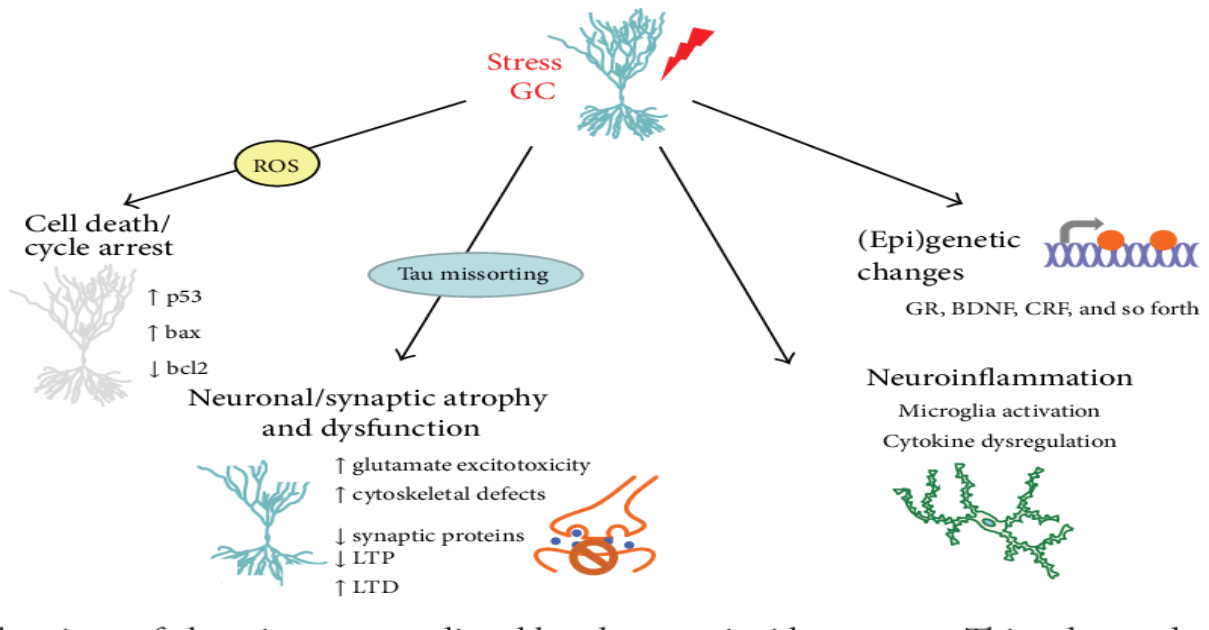 Stress
GC
ROS
Cell death/
cycle arrest
↑ p53
↑ bax
↓ bcl2
Tau missorting
Neuronal/synaptic atrophy
and dysfunction
↑ glutamate excitotoxicity
↑ cytoskeletal defects
↓ synaptic proteins
↓ LTP
↑ LTD
(Epi)genetic
changes
GR, BDNF, CRF, and so forth
Neuroinflammation
Microglia activation
Cytokine dysregulation